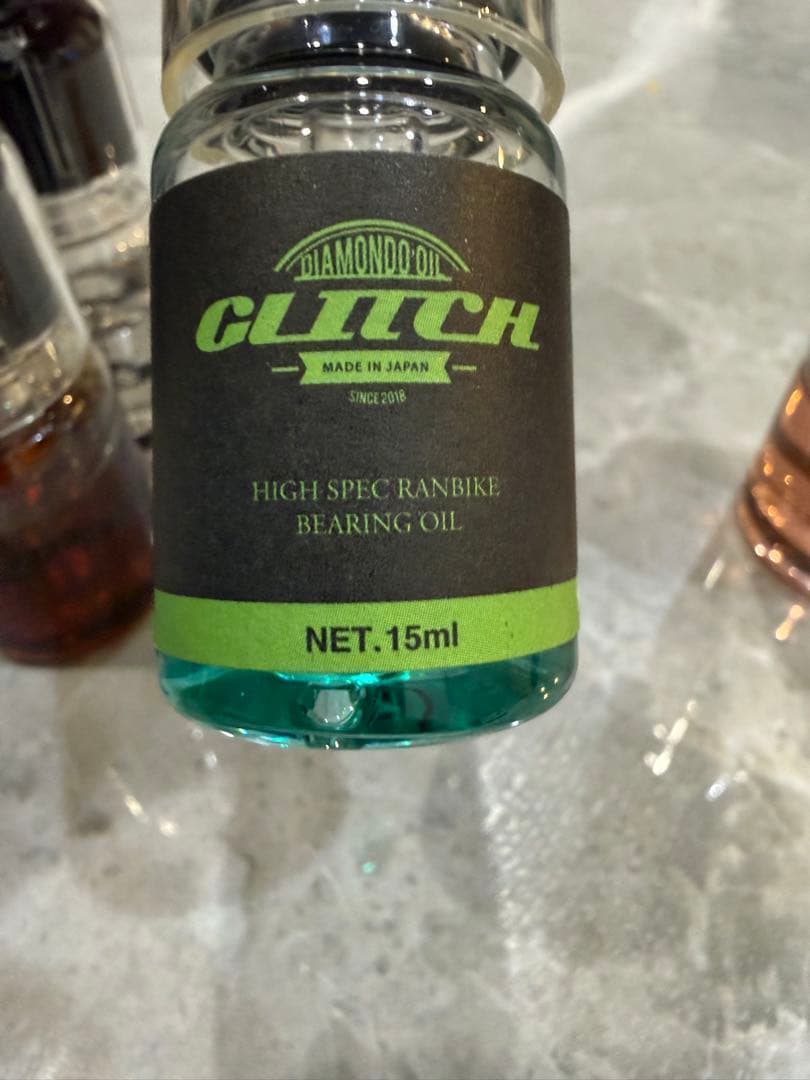 DIAMONDO OIL
GLITCH
MADE IN JAPAN
SINCE 2018
HIGH SPEC RANBIKE
BEARING OIL
NET. 15ml